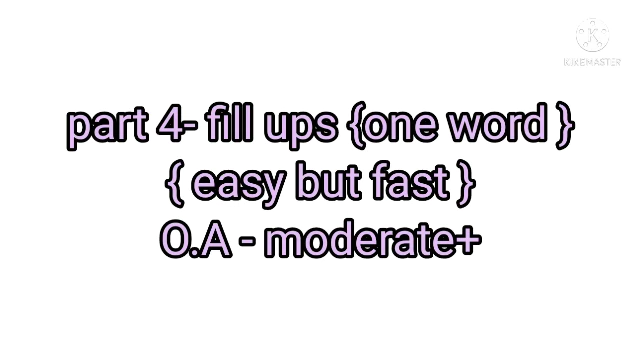 KINEMASTER
part 4- fill ups {one word }
{ easy but fast }
O.A - moderate+